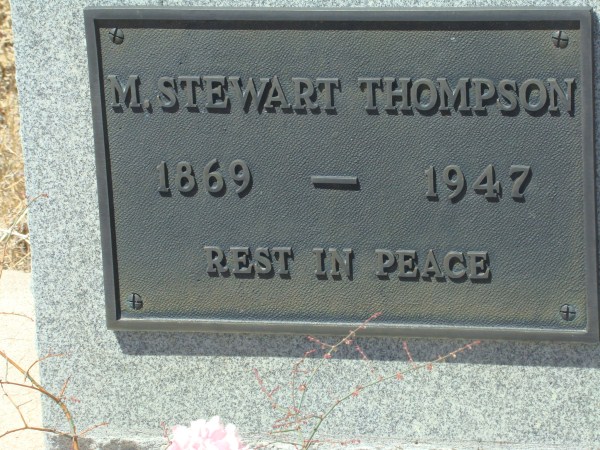 M. STEWART THOMPSON
1869 — 1947
REST IN PEACE